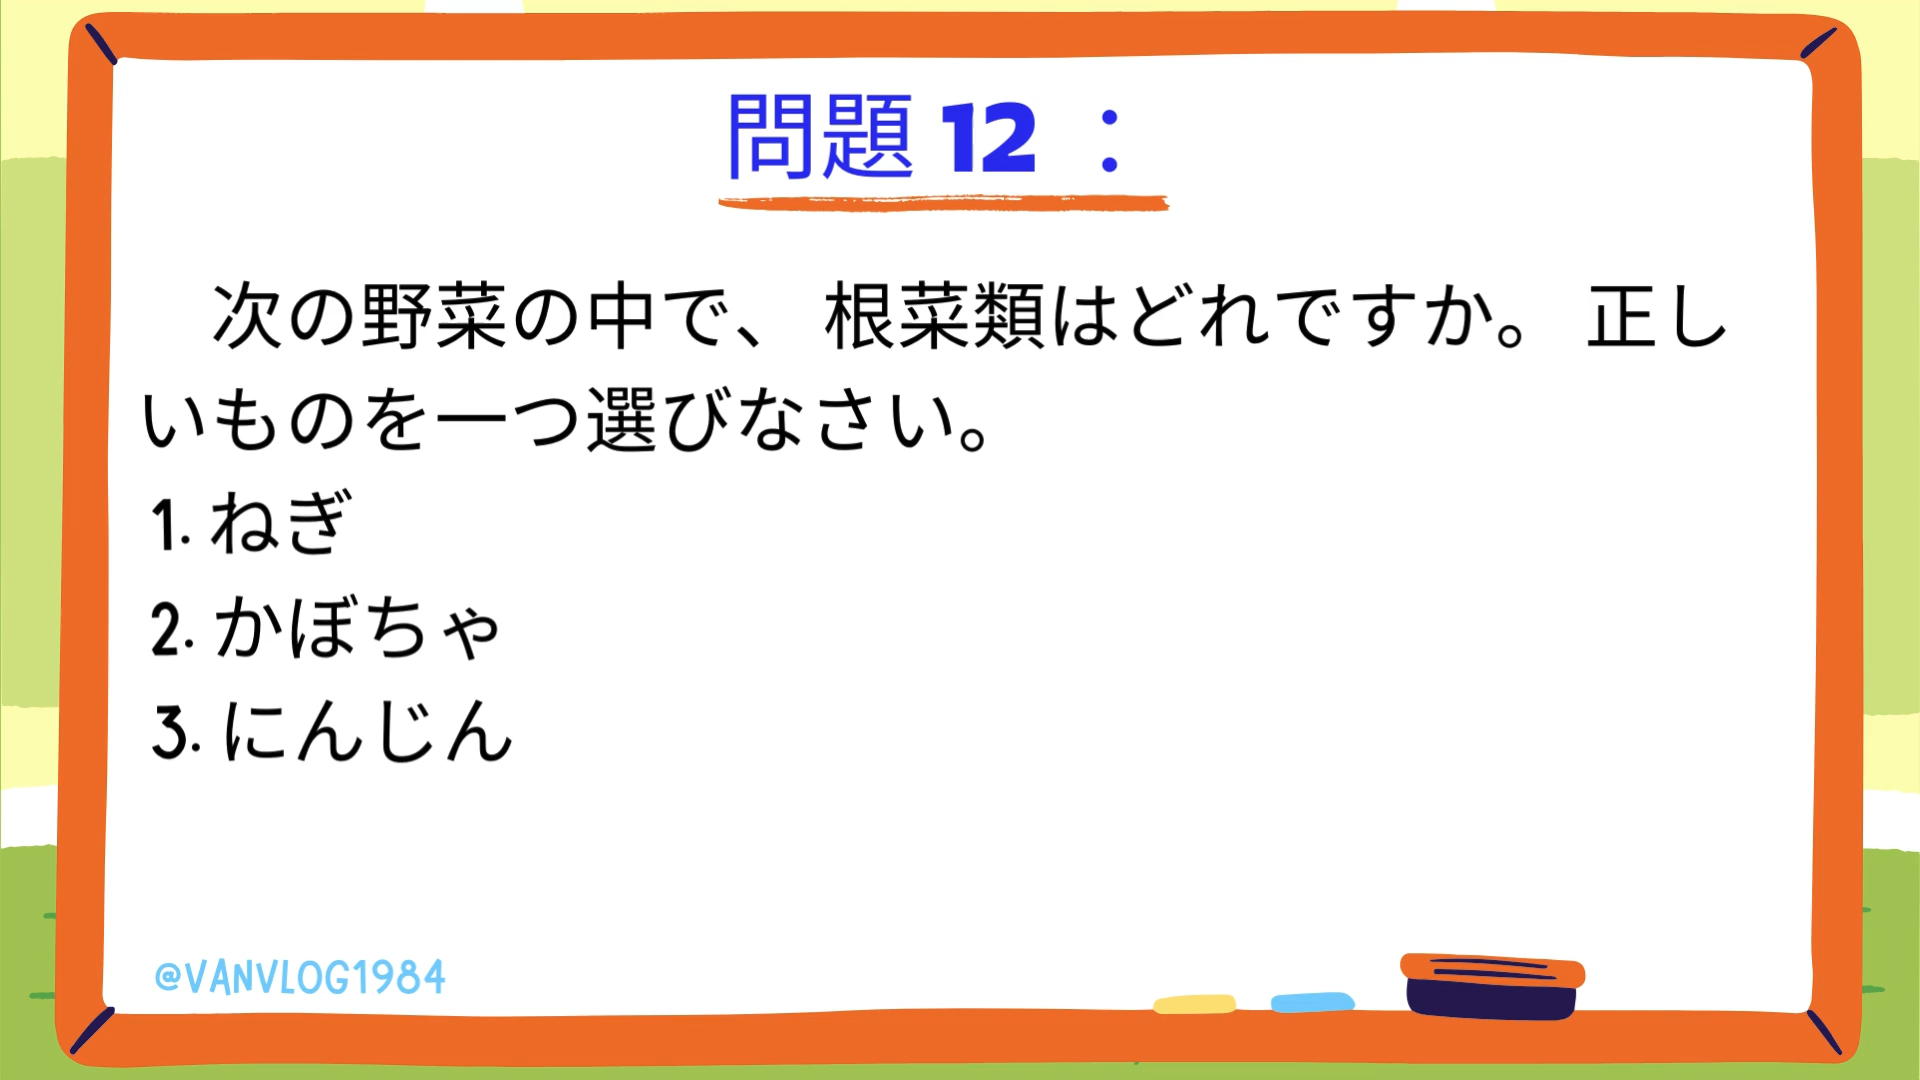 問題 12 ：
次の野菜の中で、 根菜類はどれですか。 正し
いものを一つ選びなさい。
1. ねぎ
2. かぼちゃ
3. にんじん
@VANVLOG1984